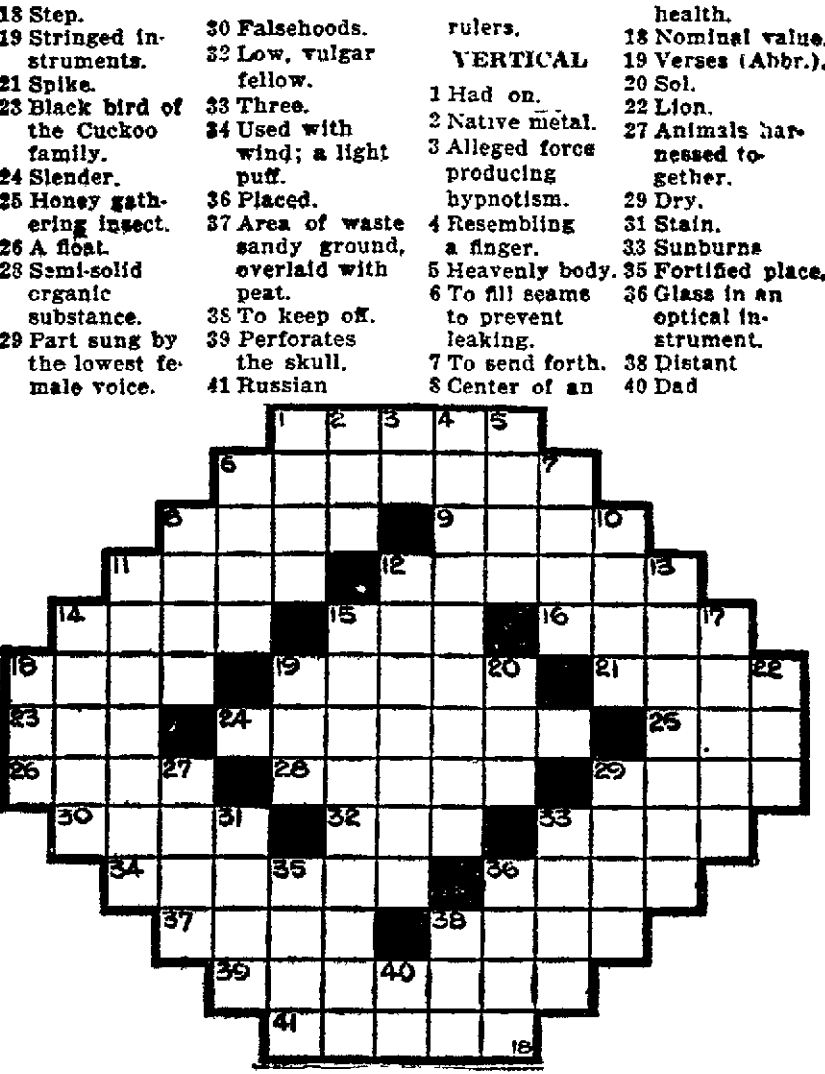 18 Step.
19 Stringed in-
struments.
21 Spike.
23 Black bird of
the Cuckoo
family.
24 Slender.
25 Honey gath-
ering insect.
26 A float.
28 Semi-solid
organic
substance.
29 Part sung by
the lowest fe-
male voice.
30 Falsehoods.
32 Low, vulgar
fellow.
33 Three.
34 Used with
wind; a light
puff.
36 Placed.
37 Area of waste
sandy ground,
overlaid with
peat.
38 To keep off.
39 Perforates
the skull.
41 Russian
rulers.
VERTICAL
1 Had on.
2 Native metal.
3 Alleged force
producing
hypnotism.
4 Resembling
a finger.
5 Heavenly body.
6 To fill seams
to prevent
leaking.
7 To send forth.
8 Center of an
health.
18 Nominal value.
19 Verses (Abbr.).
20 Sol.
22 Lion.
27 Animals har-
nessed to-
gether.
29 Dry.
31 Stain.
33 Sunburns
35 Fortified place.
36 Glass in an
optical in-
strument.
38 Distant
40 Dad
1 2 3 4 5
6 7
8 9 10
11 12 13
14 15 16 17
18 19 20 21 22
23 24 25
26 27 28 29
30 31 32 33
34 35 36
37 38
39 40
41 18